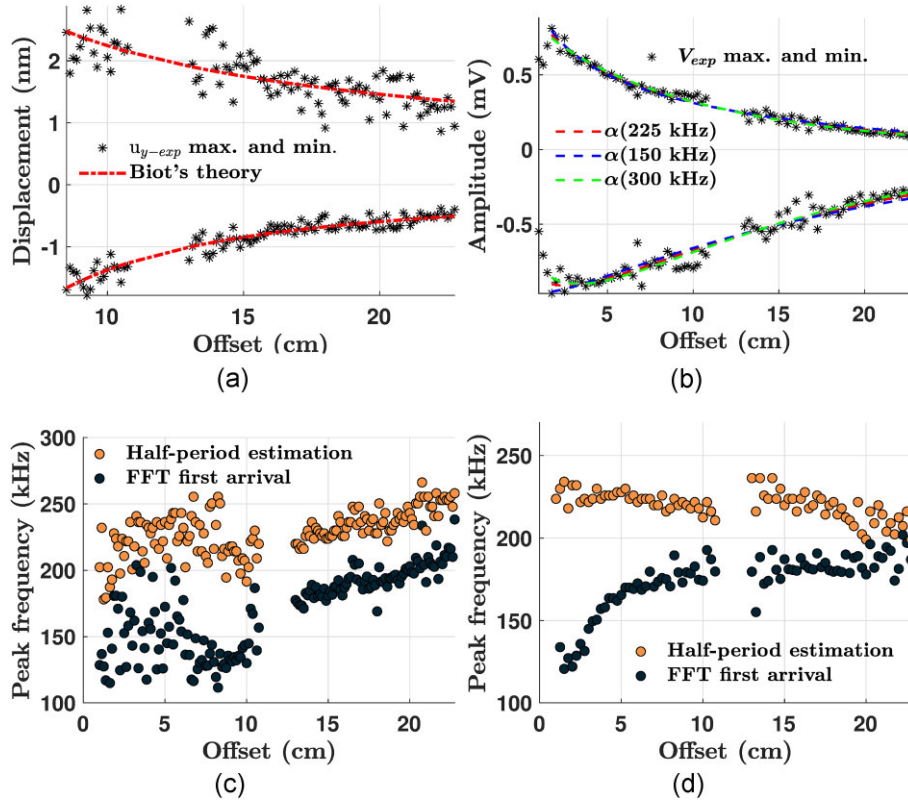 Displacement (nm)
2
1
0
-1
u_{y-exp} max. and min.
Biot's theory
10
15
20
Offset (cm)
(a)
Amplitude (mV)
0.5
0
-0.5
V_{exp} max. and min.
α(225 kHz)
α(150 kHz)
α(300 kHz)
5
10
15
20
Offset (cm)
(b)
Peak frequency (kHz)
300
250
200
150
100
Half-period estimation
FFT first arrival
0
5
10
15
20
Offset (cm)
(c)
Peak frequency (kHz)
250
200
150
100
Half-period estimation
FFT first arrival
0
5
10
15
20
Offset (cm)
(d)